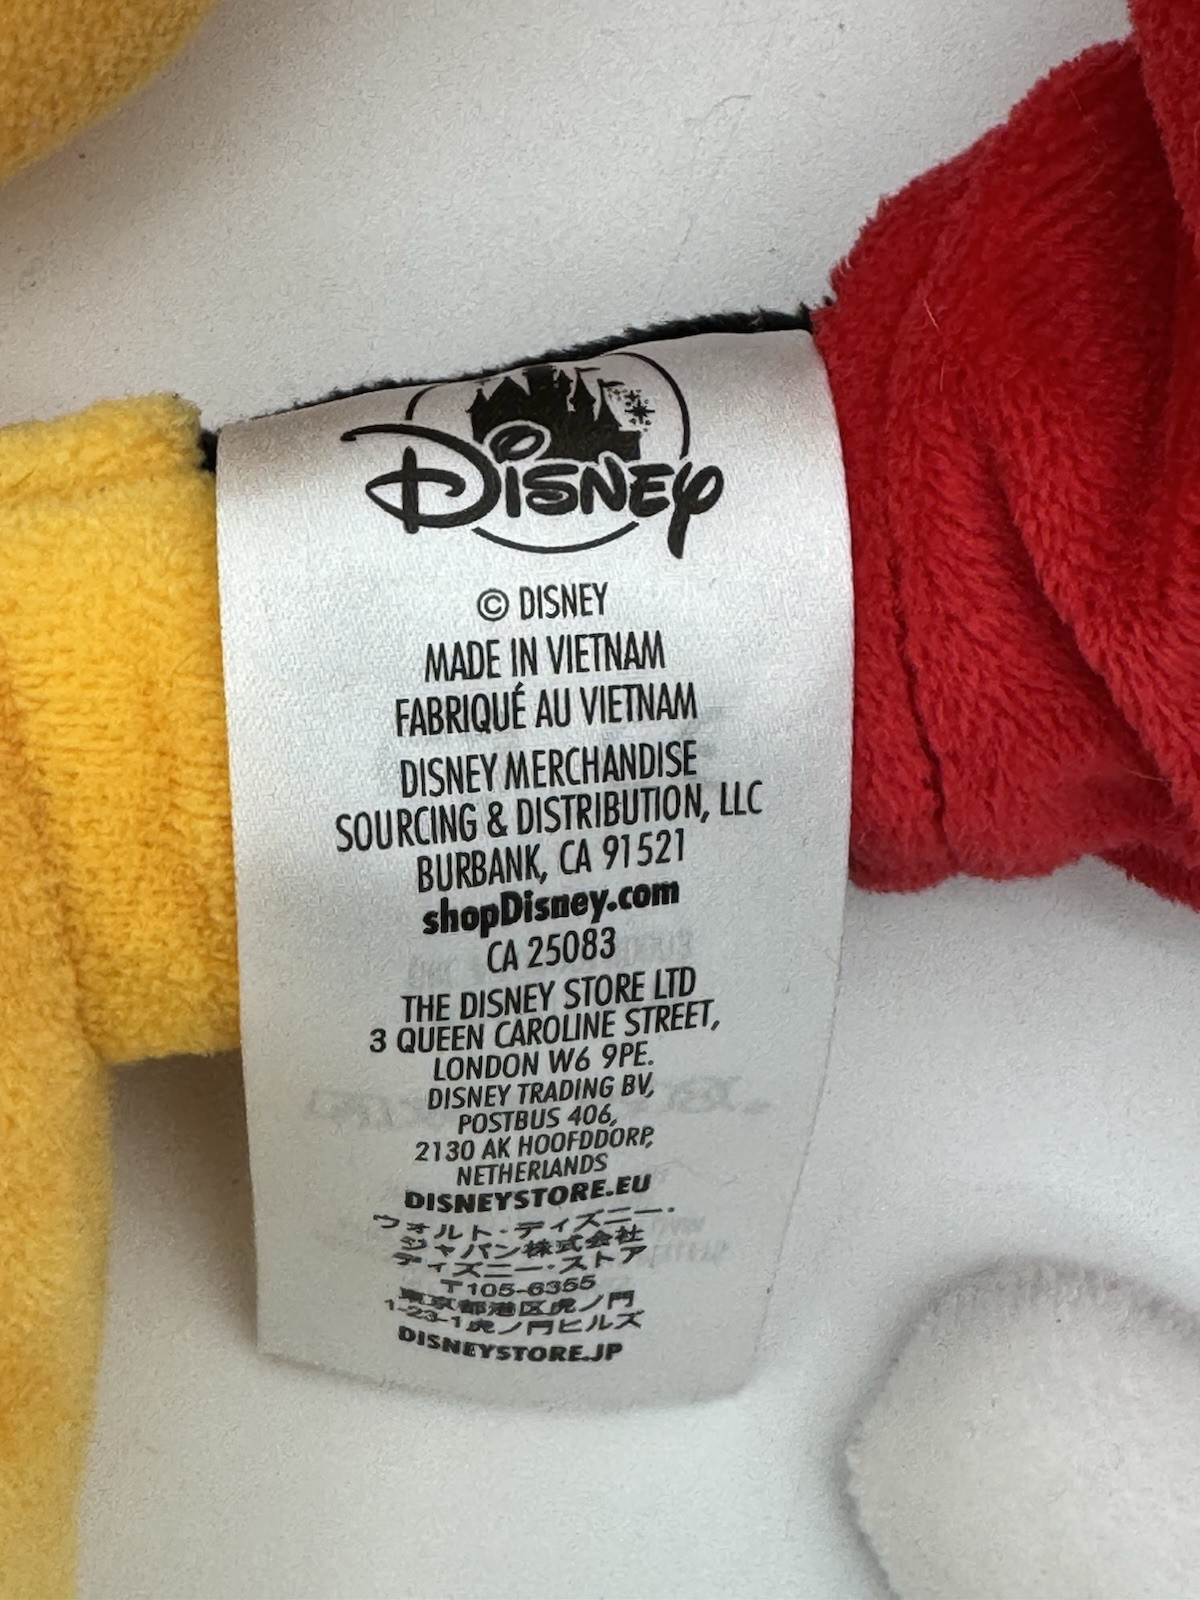 Disney
© DISNEY
MADE IN VIETNAM
FABRIQUÉ AU VIETNAM
DISNEY MERCHANDISE
SOURCING & DISTRIBUTION, LLC
BURBANK, CA 91521
shopDisney.com
CA 25083
THE DISNEY STORE LTD
3 QUEEN CAROLINE STREET,
LONDON W6 9PE.
DISNEY TRADING BV,
POSTBUS 406,
2130 AK HOOFDDORP,
NETHERLANDS
DISNEYSTORE.EU
ウォルト・ディズニー・
ジャパン株式会社
ディズニー・ストア
〒105-6355
東京都港区虎ノ門
1-23-1虎ノ門ヒルズ
DISNEYSTORE.JP